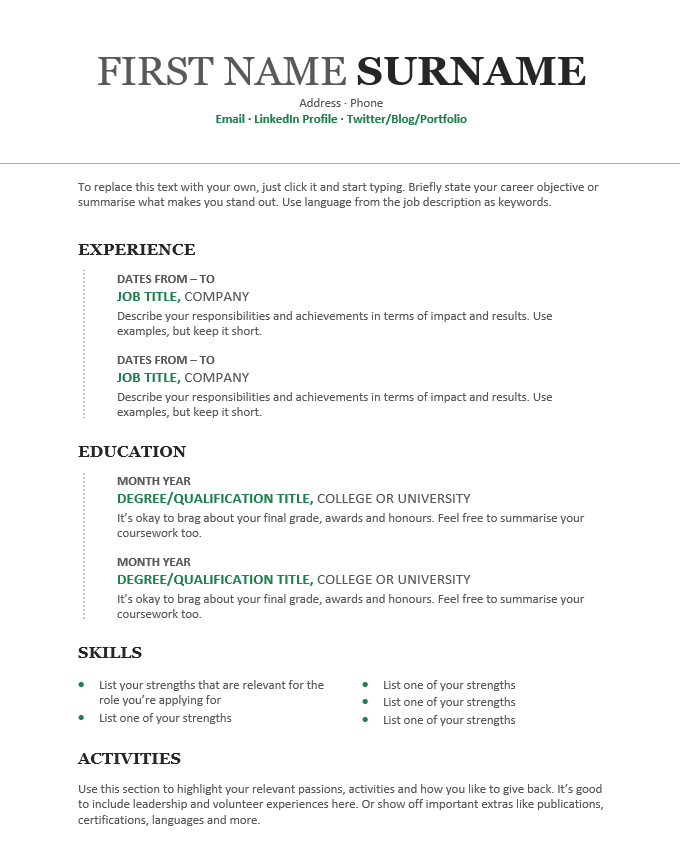 FIRST NAME SURNAME
Address · Phone
Email · LinkedIn Profile · Twitter/Blog/Portfolio
To replace this text with your own, just click it and start typing. Briefly state your career objective or
summarise what makes you stand out. Use language from the job description as keywords.
EXPERIENCE
DATES FROM – TO
JOB TITLE, COMPANY
Describe your responsibilities and achievements in terms of impact and results. Use
examples, but keep it short.
DATES FROM – TO
JOB TITLE, COMPANY
Describe your responsibilities and achievements in terms of impact and results. Use
examples, but keep it short.
EDUCATION
MONTH YEAR
DEGREE/QUALIFICATION TITLE, COLLEGE OR UNIVERSITY
It’s okay to brag about your final grade, awards and honours. Feel free to summarise your
coursework too.
MONTH YEAR
DEGREE/QUALIFICATION TITLE, COLLEGE OR UNIVERSITY
It’s okay to brag about your final grade, awards and honours. Feel free to summarise your
coursework too.
SKILLS
• List your strengths that are relevant for the
role you’re applying for
• List one of your strengths
• List one of your strengths
• List one of your strengths
• List one of your strengths
ACTIVITIES
Use this section to highlight your relevant passions, activities and how you like to give back. It’s good
to include leadership and volunteer experiences here. Or show off important extras like publications,
certifications, languages and more.